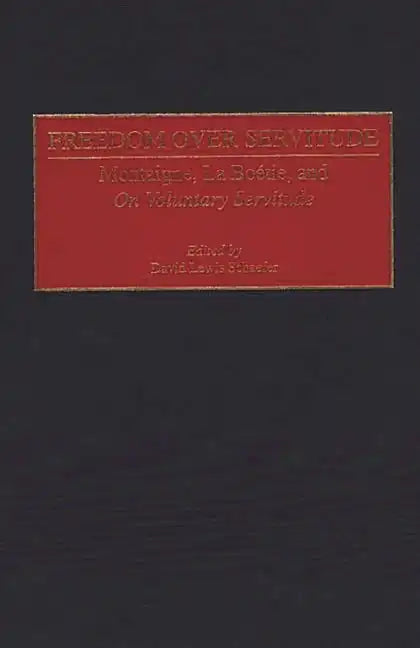 FREEDOM OVER SERVITUDE
Montaigne, La Boétie, and
On Voluntary Servitude
Edited by
David Lewis Schaefer